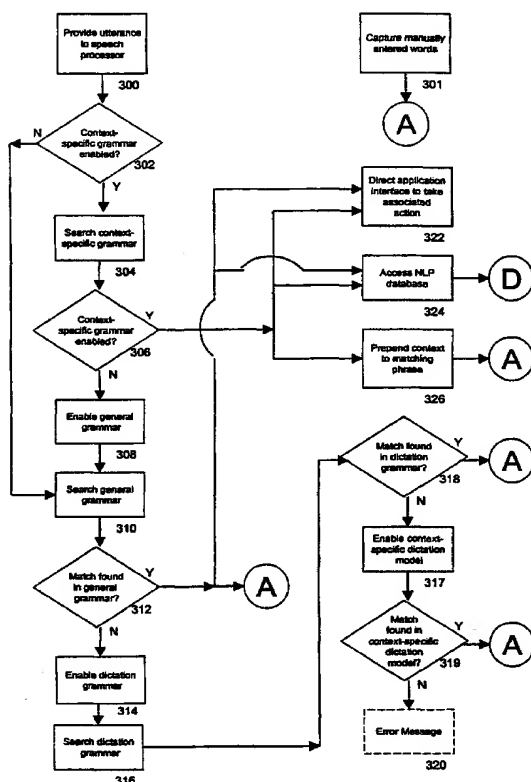 Provide utterance
to speech
processor
300
N
Context-
specific grammar
enabled?
302
Y
Search context-
specific grammar
304
Context-
specific grammar
enabled?
306
Y
N
Enable general
grammar
308
Search general
grammar
310
Match found
in general
grammar?
312
Y
A
N
Enable dictation
grammar
314
Search dictation
grammar
316
Capture manually
entered words
301
A
Direct application
interface to take
associated
action
322
Access NLP
database
324
D
Prepend context
to matching
phrase
326
A
Match found
in dictation
grammar?
318
Y
A
N
Enable context-
specific dictation
model
317
Match
found in
context-specific
dictation
model?
319
Y
A
N
Error Message
320